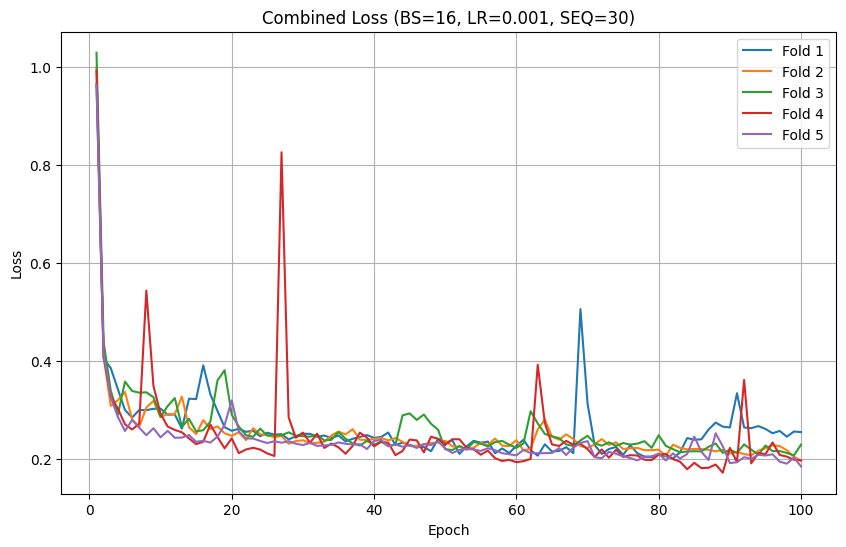 Combined Loss (BS=16, LR=0.001, SEQ=30)
Fold 1
Fold 2
Fold 3
Fold 4
Fold 5
Loss
1.0
0.8
0.6
0.4
0.2
0 20 40 60 80 100
Epoch